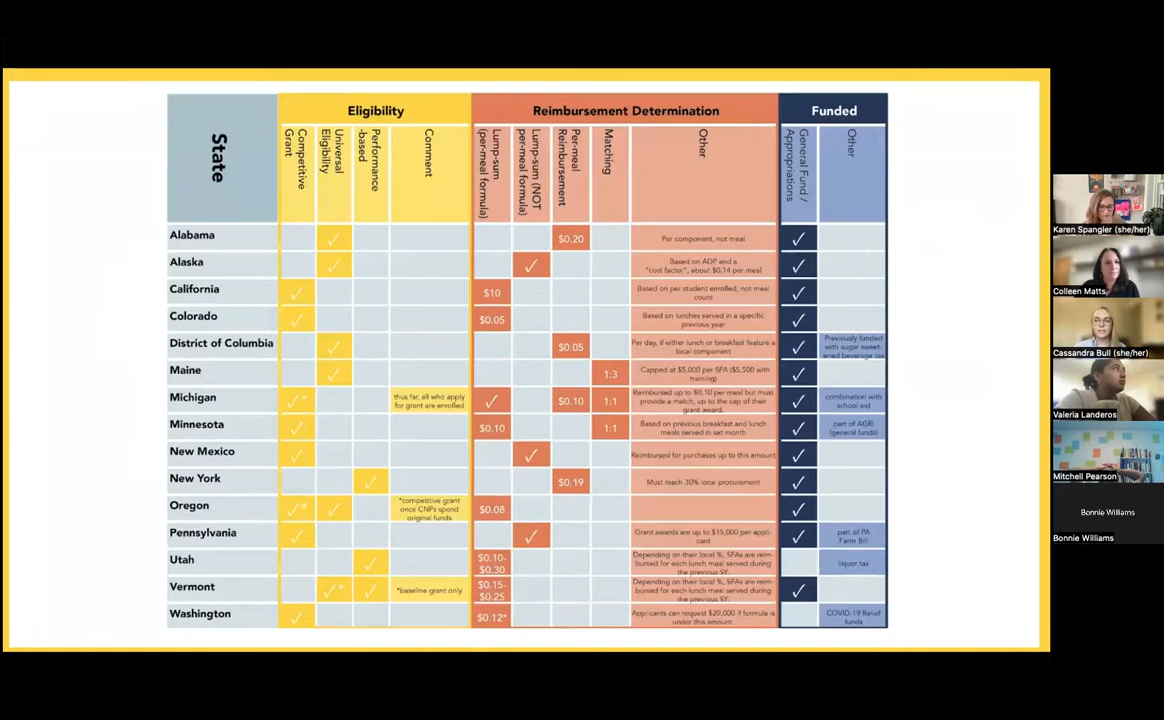 Eligibility
Reimbursement Determination
Funded
State
Competitive
Grant
Universal
Eligibility
Performance
-based
Comment
Lump-sum
(per-meal formula)
Lump-sum (NOT
per-meal formula)
Per-meal
Reimbursement
Matching
Other
General Fund /
Appropriations
Other
Alabama ✓ $0.20 Per component, not meal ✓
Alaska ✓ ✓ Based on ADP and a
"cost factor", about $0.14 per meal ✓
California ✓ $10 Based on per student enrolled, not meal
count ✓
Colorado ✓ $0.05 Based on lunches served in a specific
previous year ✓
District of Columbia ✓ $0.05 Per day, if either lunch or breakfast feature a
local component ✓ Previously funded
with sugar sweet-
ened beverage tax
Maine ✓ 1:3 Capped at $5,000 per SFA ($5,500 with
training) ✓
Michigan ✓* thus far, all who apply
for grant are enrolled ✓ $0.10 1:1 Reimbursed up to $0.10 per meal but must
provide a match, up to the cap of their
grant award. ✓ combination with
school aid
Minnesota ✓ $0.10 1:1 Based on previous breakfast and lunch
meals served in set month ✓ part of AGRI
(general funds)
New Mexico ✓ ✓ Reimbursed for purchases up to this amount ✓
New York ✓ $0.19 Must reach 30% local procurement ✓
Oregon ✓* ✓ *competitive grant
once CNPs spend
original funds $0.08 ✓
Pennsylvania ✓ ✓ Grant awards are up to $15,000 per appli-
cant ✓ part of PA
Farm Bill
Utah ✓ $0.10-
$0.30 Depending on their local %, SFAs are reim-
bursed for each lunch meal served during
the previous SY. liquor tax
Vermont ✓* ✓ *baseline grant only $0.15-
$0.25 Depending on their local %, SFAs are reim-
bursed for each lunch meal served during
the previous SY. ✓
Washington ✓ $0.12* Applicants can request $20,000 if formula is
under this amount. COVID-19 Relief
funds
Karen Spangler (she/her)
Colleen Matts
Cassandra Bull (she/her)
Valeria Landeros
Mitchell Pearson
Bonnie Williams
Bonnie Williams